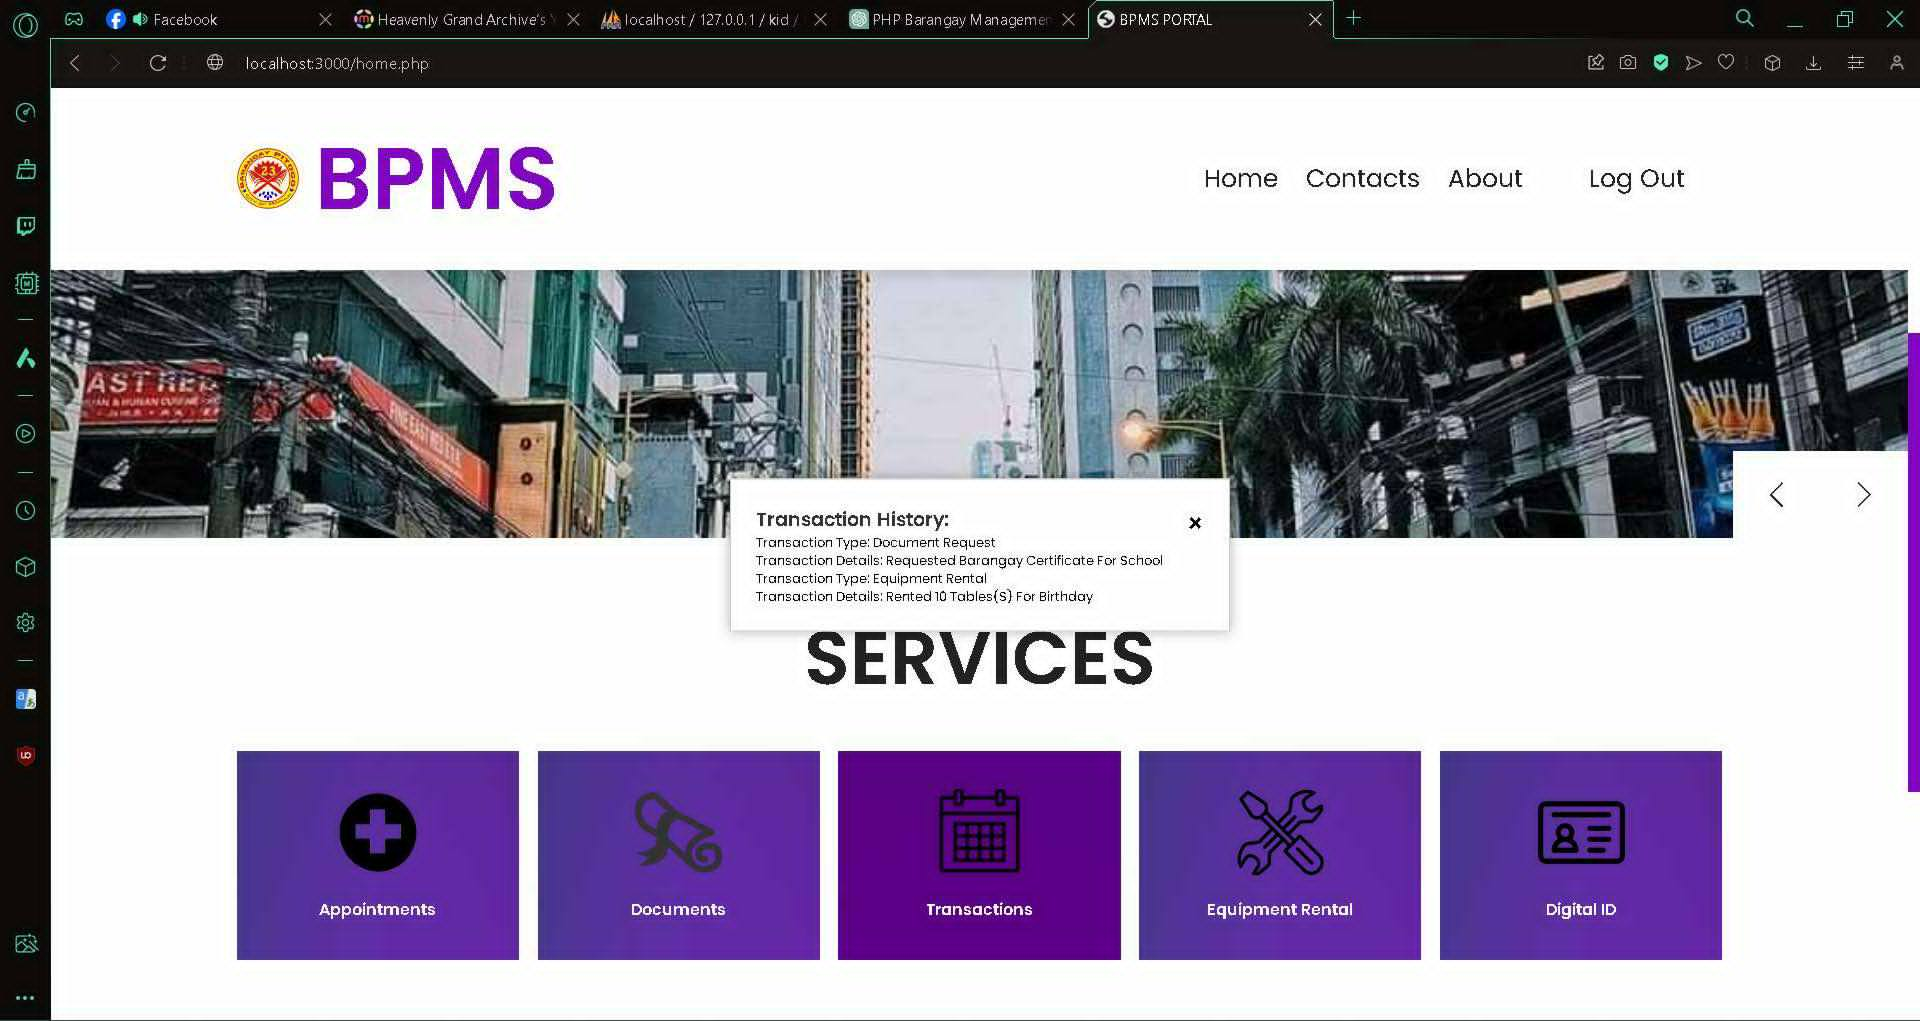 Facebook
Heavenly Grand Archive's
localhost / 127.0.0.1 / kid /
PHP Barangay Managemen
BPMS PORTAL
localhost:3000/home.php
23
BPMS
Home
Contacts
About
Log Out
Transaction History:
Transaction Type: Document Request
Transaction Details: Requested Barangay Certificate For School
Transaction Type: Equipment Rental
Transaction Details: Rented 10 Tables(S) For Birthday
SERVICES
Appointments
Documents
Transactions
Equipment Rental
Digital ID